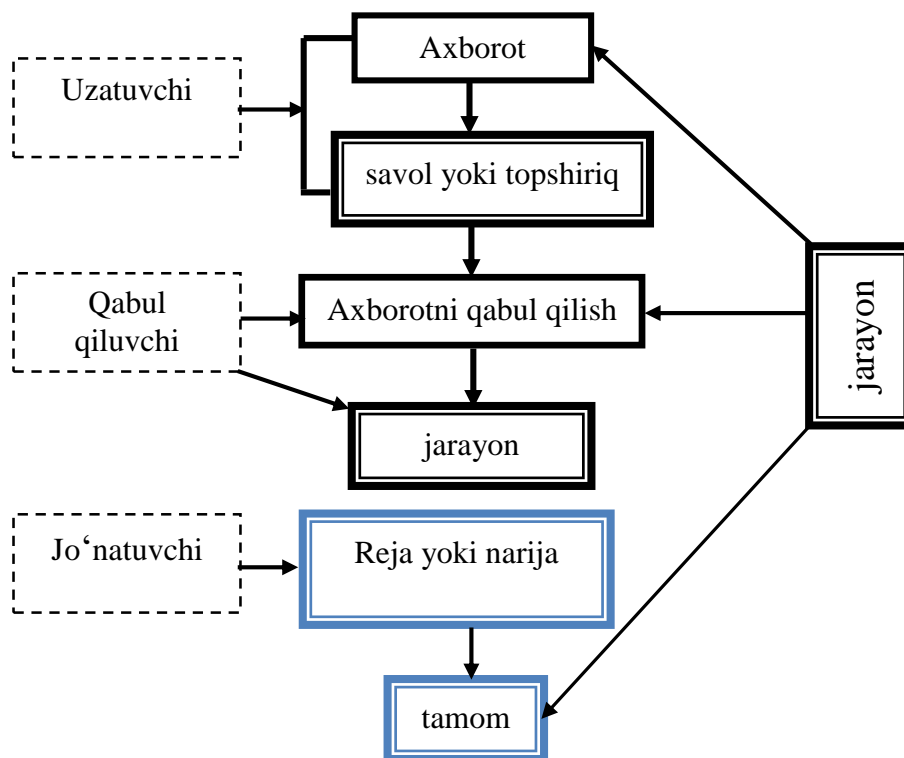 Axborot
Uzatuvchi
savol yoki topshiriq
Qabul
qiluvchi
Axborotni qabul qilish
jarayon
jarayon
Jo‘natuvchi
Reja yoki narija
tamom